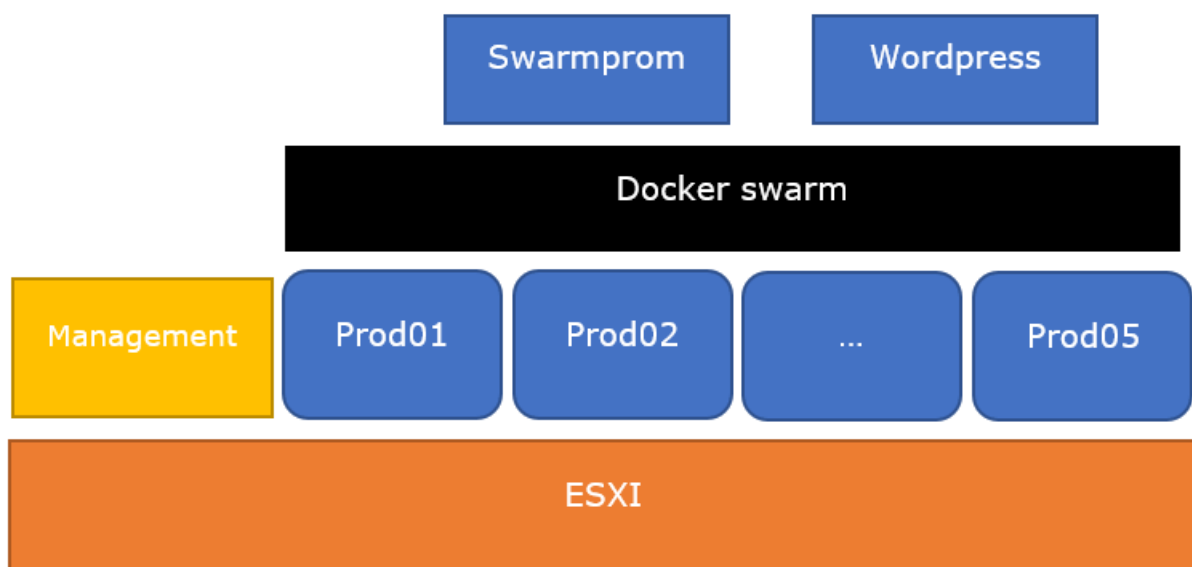 Swarmprom
Wordpress
Docker swarm
Management
Prod01
Prod02
...
Prod05
ESXI